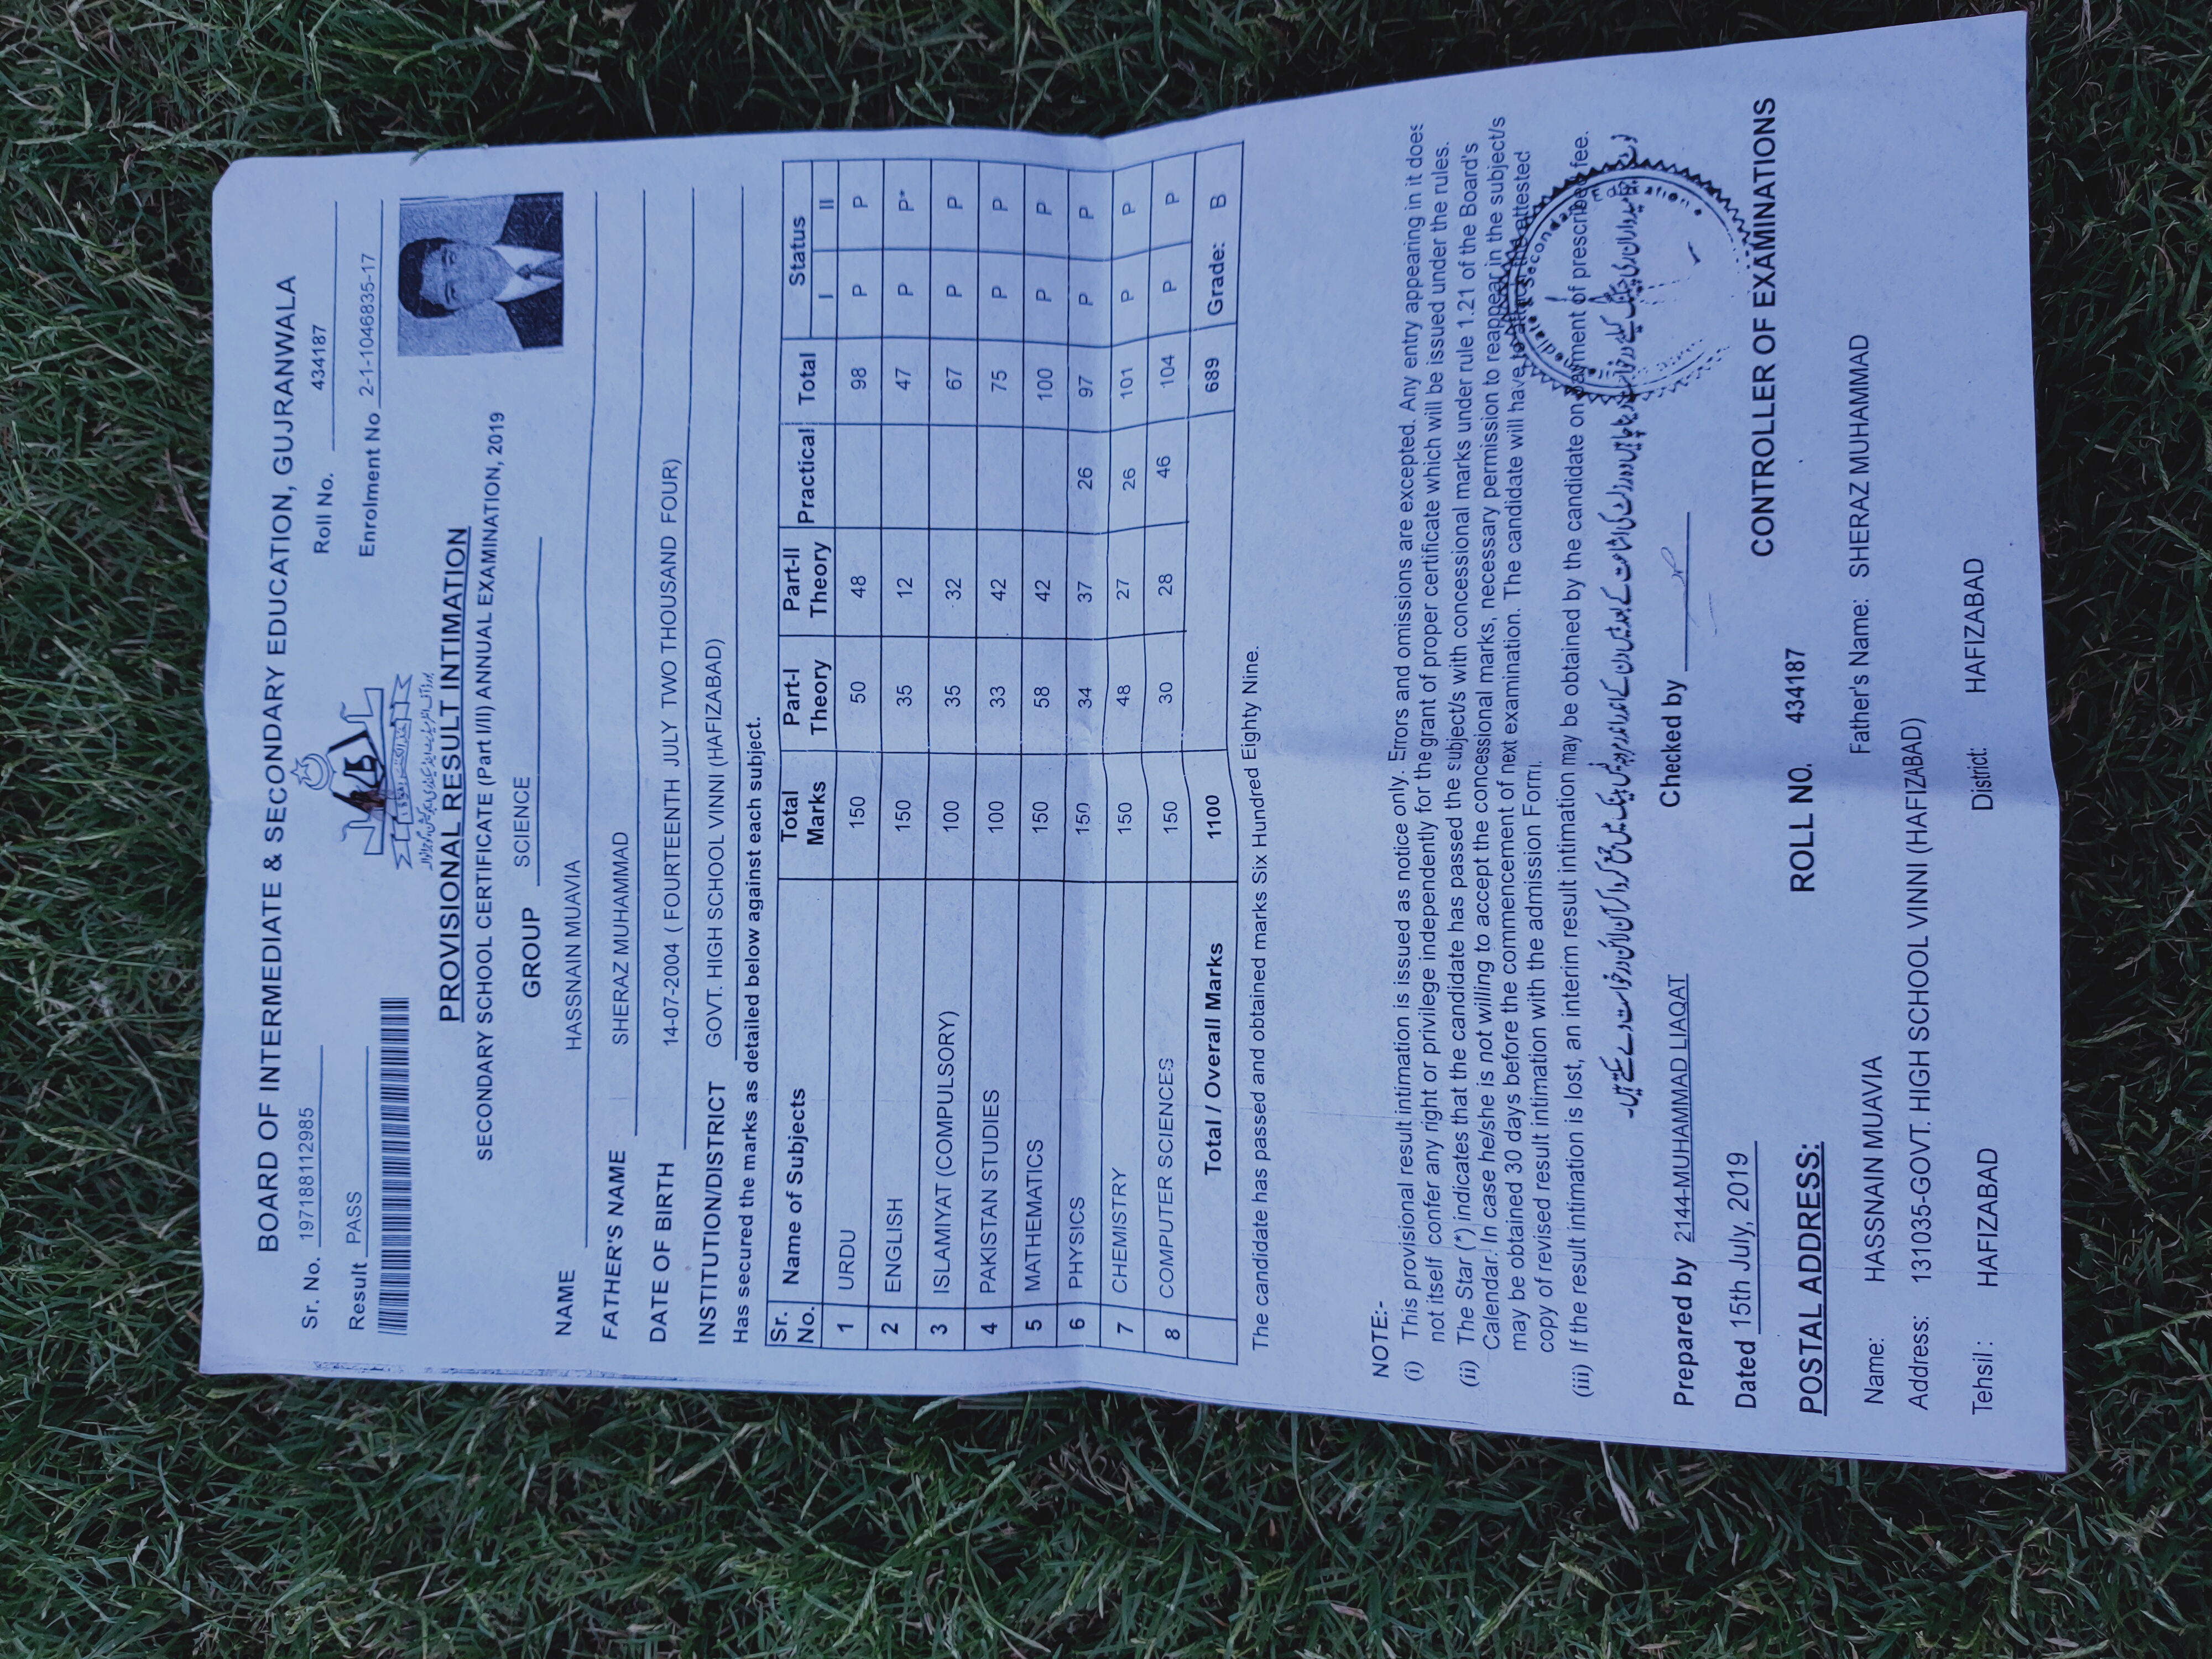 BOARD OF INTERMEDIATE & SECONDARY EDUCATION, GUJRANWALA
Sr. No. 1971881129​85 Roll No. 434187
Result PASS Enrolment No 2-1-1046835-17
PROVISIONAL RESULT INTIMATION
SECONDARY SCHOOL CERTIFICATE (Part I/II) ANNUAL EXAMINATION, 2019
GROUP SCIENCE
NAME HASSNAIN MUAVIA
FATHER'S NAME SHERAZ MUHAMMAD
DATE OF BIRTH 14-07-2004 ( FOURTEENTH JULY TWO THOUSAND FOUR)
INSTITUTION/DISTRICT GOVT. HIGH SCHOOL VINNI (HAFIZABAD)
Has secured the marks as detailed below against each subject.
Sr. No. Name of Subjects Total Marks Part-I Theory Part-II Theory Practical Total Status I II
1 URDU 150 50 48 98 P P
2 ENGLISH 150 35 12 47 P P*
3 ISLAMIYAT (COMPULSORY) 100 35 32 67 P P
4 PAKISTAN STUDIES 100 33 42 75 P P
5 MATHEMATICS 150 58 42 100 P P
6 PHYSICS 150 34 37 26 97 P P
7 CHEMISTRY 150 48 27 26 101 P P
8 COMPUTER SCIENCES 150 30 28 46 104 P P
Total / Overall Marks 1100 689 Grade: B
The candidate has passed and obtained marks Six Hundred Eighty Nine.
NOTE:-
(i) This provisional result intimation is issued as notice only. Errors and omissions are excepted. Any entry appearing in it does
not itself confer any right or privilege independently for the grant of proper certificate which will be issued under the rules.
(ii) The Star (*) indicates that the candidate has passed the subject/s with concessional marks under rule 1.21 of the Board's
Calendar. In case he/she is not willing to accept the concessional marks, necessary permission to reappear in the subject/s
may be obtained 30 days before the commencement of next examination. The candidate will have to attach the attested
copy of revised result intimation with the admission Form.
(iii) If the result intimation is lost, an interim result intimation may be obtained by the candidate on payment of prescribed fee.
Prepared by 2144-MUHAMMAD LIAQAT Checked by
Dated 15th July, 2019 CONTROLLER OF EXAMINATIONS
POSTAL ADDRESS: ROLL NO. 434187
Name: HASSNAIN MUAVIA Father's Name: SHERAZ MUHAMMAD
Address: 131035-GOVT. HIGH SCHOOL VINNI (HAFIZABAD)
Tehsil : HAFIZABAD District: HAFIZABAD